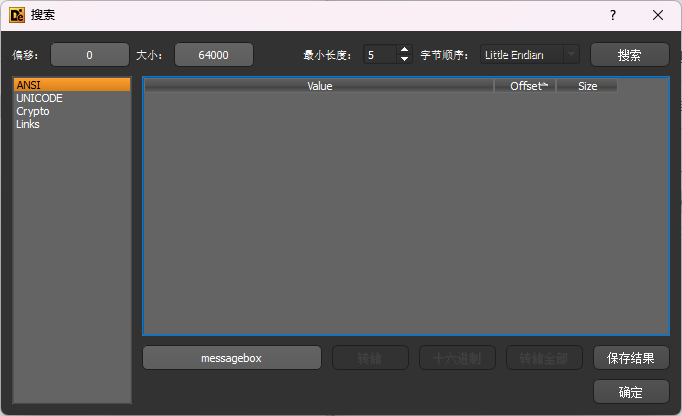 搜索
偏移: 0 大小: 64000 最小长度: 5 字节顺序: Little Endian 搜索
ANSI
UNICODE
Crypto
Links
Value Offset Size
messagebox 转储 十六进制 转储全部 保存结果
确定